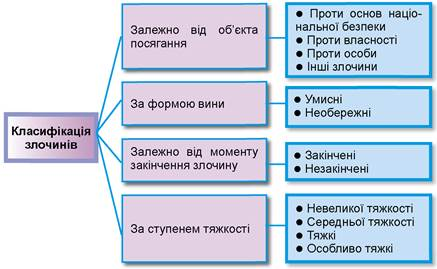 Класифікація
злочинів
Залежно від об'єкта
посягання
● Проти основ націо-
нальної безпеки
● Проти власності
● Проти особи
● Інші злочини
За формою вини
● Умисні
● Необережні
Залежно від моменту
закінчення злочину
● Закінчені
● Незакінчені
За ступенем тяжкості
● Невеликої тяжкості
● Середньої тяжкості
● Тяжкі
● Особливо тяжкі